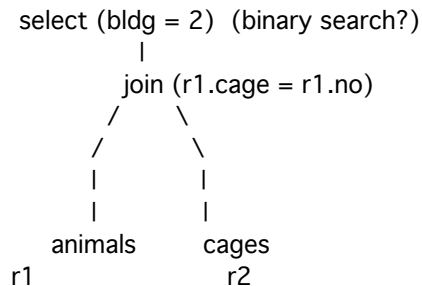 select (bldg = 2) (binary search?)
|
join (r1.cage = r1.no)
/ \
/ \
| |
| |
animals cages
r1 r2